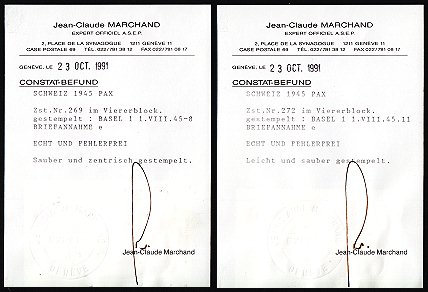 Jean-Claude MARCHAND
EXPERT OFFICIEL A.S.E.P.
2, PLACE DE LA SYNAGOGUE 1211 GENÈVE 11
CASE POSTALE 69 TÉL. 022/781 38 12 FAX 022/781 08 17
GENÈVE, LE 23 OCT. 1991
CONSTAT-BEFUND
SCHWEIZ 1945 PAX
Zst.Nr.269 im Viererblock.
gestempelt : BASEL 1 1.VIII.45-8
BRIEFANNAHME e
ECHT UND FEHLERFREI
Sauber und zentrisch gestempelt.
Jean-Claude Marchand
Jean-Claude MARCHAND
EXPERT OFFICIEL A.S.E.P.
2, PLACE DE LA SYNAGOGUE 1211 GENÈVE 11
CASE POSTALE 69 TÉL. 022/781 38 12 FAX 022/781 08 17
GENÈVE, LE 23 OCT. 1991
CONSTAT-BEFUND
SCHWEIZ 1945 PAX
Zst.Nr.272 im Viererblock.
gestempelt : BASEL 1 1.VIII.45.11
BRIEFANNAHME e
ECHT UND FEHLERFREI
Leicht und sauber gestempelt.
Jean-Claude Marchand